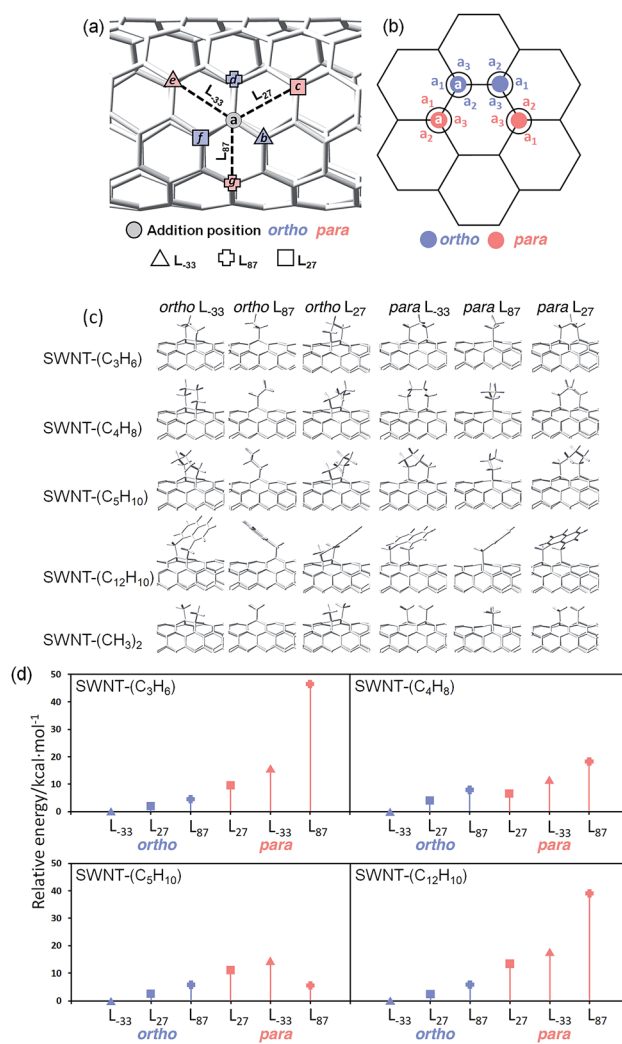 (a)
(b)
e
d
c
L₋₃₃
L₂₇
a
f
b
L₈₇
g
Addition position ortho para
L₋₃₃ L₈₇ L₂₇
a₃ a₂
a₁ a a₁
a₂ a₃
a₁ a₂
a a₃ a₃
a₂ a₁
ortho para
(c)
ortho L₋₃₃ ortho L₈₇ ortho L₂₇ para L₋₃₃ para L₈₇ para L₂₇
SWNT-(C₃H₆)
SWNT-(C₄H₈)
SWNT-(C₅H₁₀)
SWNT-(C₁₂H₁₀)
SWNT-(CH₃)₂
(d)
Relative energy/kcal·mol⁻¹
50
40
30
20
10
0
SWNT-(C₃H₆)
L₋₃₃ L₂₇ L₈₇ L₂₇ L₋₃₃ L₈₇
ortho para
SWNT-(C₄H₈)
L₋₃₃ L₂₇ L₈₇ L₂₇ L₋₃₃ L₈₇
ortho para
50
40
30
20
10
0
SWNT-(C₅H₁₀)
L₋₃₃ L₂₇ L₈₇ L₂₇ L₋₃₃ L₈₇
ortho para
SWNT-(C₁₂H₁₀)
L₋₃₃ L₂₇ L₈₇ L₂₇ L₋₃₃ L₈₇
ortho para